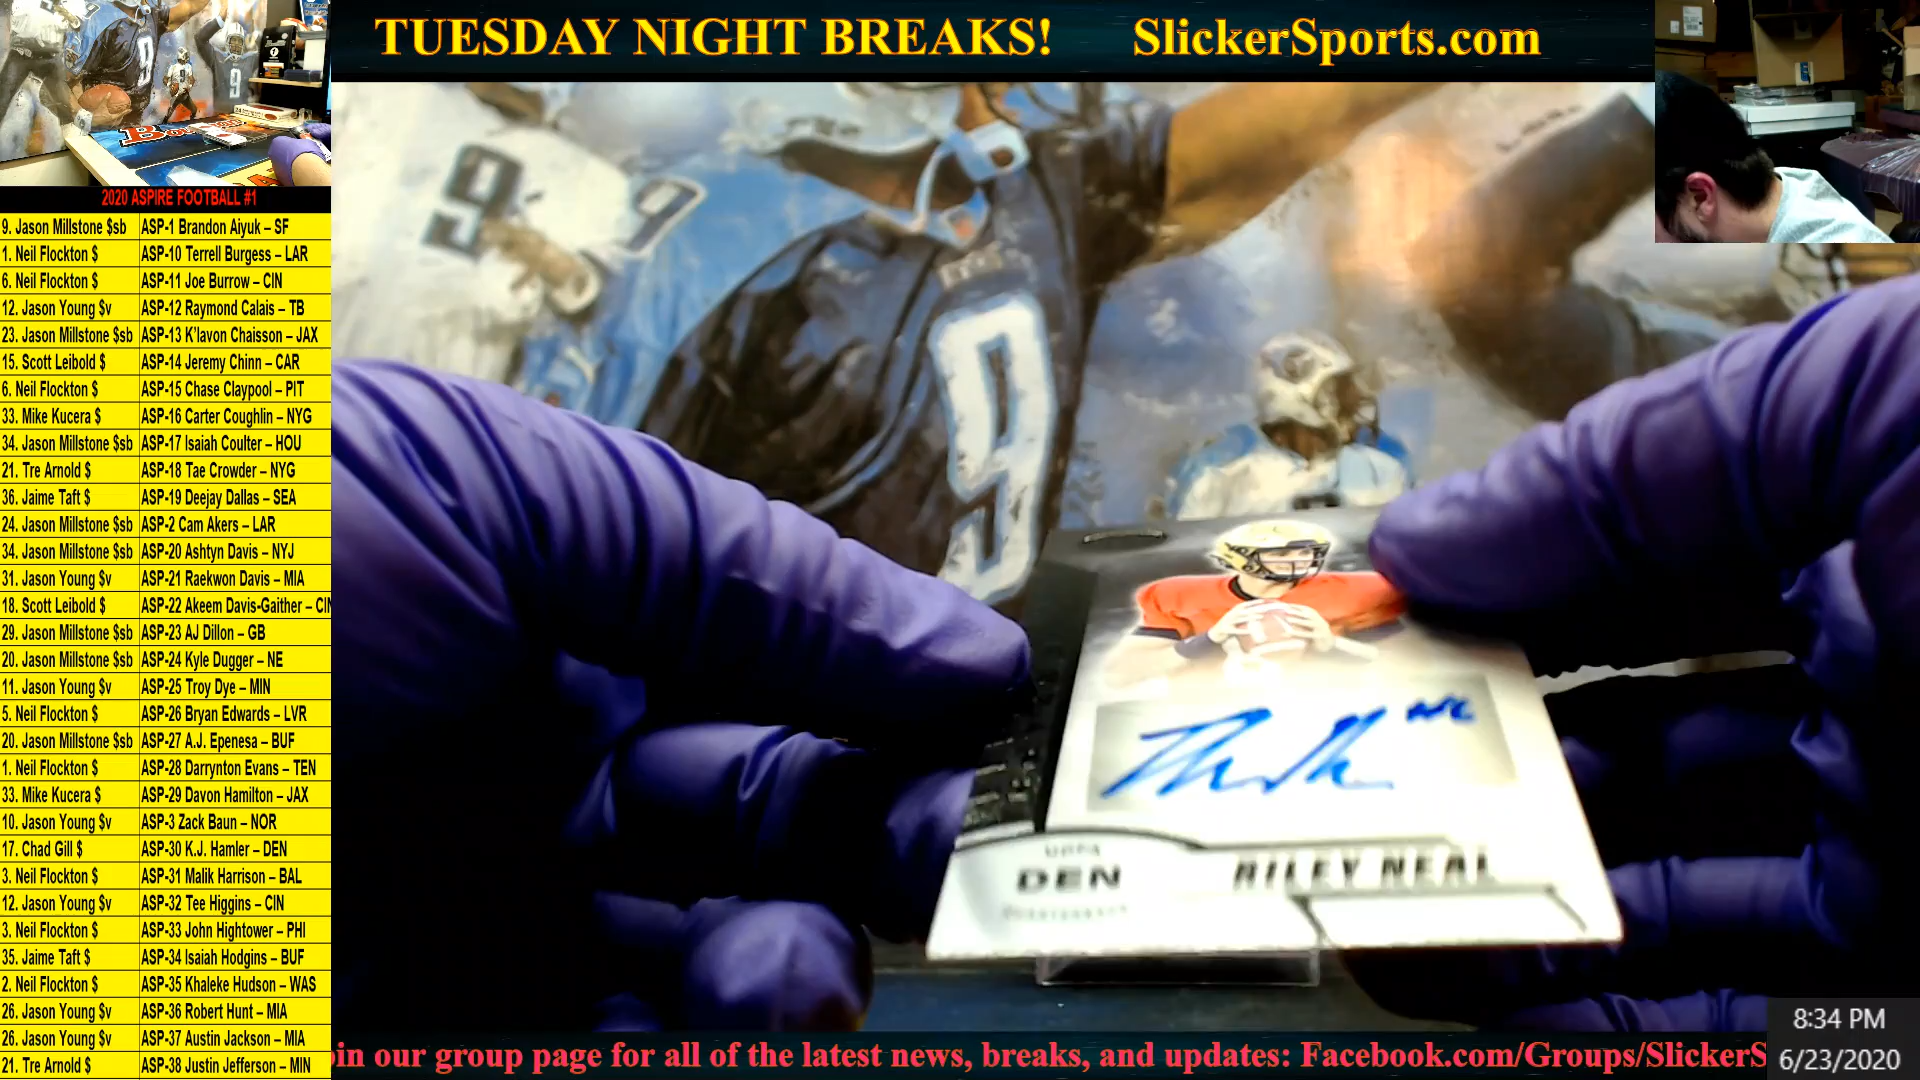 TUESDAY NIGHT BREAKS! SlickerSports.com
2020 ASPIRE FOOTBALL #1
9. Jason Millstone $sb ASP-1 Brandon Aiyuk – SF
1. Neil Flockton $ ASP-10 Terrell Burgess – LAR
6. Neil Flockton $ ASP-11 Joe Burrow – CIN
12. Jason Young $v ASP-12 Raymond Calais – TB
23. Jason Millstone $sb ASP-13 K'lavon Chaisson – JAX
15. Scott Leibold $ ASP-14 Jeremy Chinn – CAR
6. Neil Flockton $ ASP-15 Chase Claypool – PIT
33. Mike Kucera $ ASP-16 Carter Coughlin – NYG
34. Jason Millstone $sb ASP-17 Isaiah Coulter – HOU
21. Tre Arnold $ ASP-18 Tae Crowder – NYG
36. Jaime Taft $ ASP-19 Deejay Dallas – SEA
24. Jason Millstone $sb ASP-2 Cam Akers – LAR
34. Jason Millstone $sb ASP-20 Ashtyn Davis – NYJ
31. Jason Young $v ASP-21 Raekwon Davis – MIA
18. Scott Leibold $ ASP-22 Akeem Davis-Gaither – CIN
29. Jason Millstone $sb ASP-23 AJ Dillon – GB
20. Jason Millstone $sb ASP-24 Kyle Dugger – NE
11. Jason Young $v ASP-25 Troy Dye – MIN
5. Neil Flockton $ ASP-26 Bryan Edwards – LVR
20. Jason Millstone $sb ASP-27 A.J. Epenesa – BUF
1. Neil Flockton $ ASP-28 Darrynton Evans – TEN
33. Mike Kucera $ ASP-29 Davon Hamilton – JAX
10. Jason Young $v ASP-3 Zack Baun – NOR
17. Chad Gill $ ASP-30 K.J. Hamler – DEN
3. Neil Flockton $ ASP-31 Malik Harrison – BAL
12. Jason Young $v ASP-32 Tee Higgins – CIN
3. Neil Flockton $ ASP-33 John Hightower – PHI
35. Jaime Taft $ ASP-34 Isaiah Hodgins – BUF
2. Neil Flockton $ ASP-35 Khaleke Hudson – WAS
26. Jason Young $v ASP-36 Robert Hunt – MIA
26. Jason Young $v ASP-37 Austin Jackson – MIA
21. Tre Arnold $ ASP-38 Justin Jefferson – MIN
9
9
9
9
9
DEN
RILEY NEAL
in our group page for all of the latest news, breaks, and updates: Facebook.com/Groups/SlickerS
8:34 PM
6/23/2020